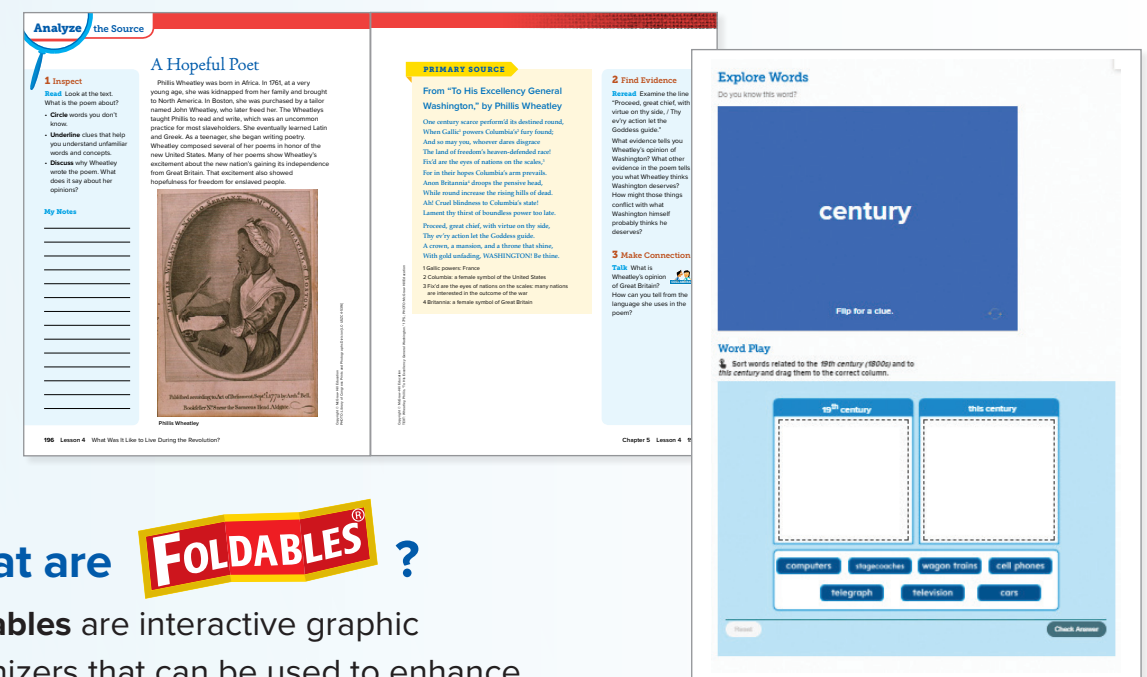 Analyze the Source
1 Inspect
Read Look at the text.
What is the poem about?
• Circle words you don't
know.
• Underline clues that help
you understand unfamiliar
words and concepts.
• Discuss why Wheatley
wrote the poem. What
does it say about her
opinions?
My Notes
A Hopeful Poet
Phillis Wheatley was born in Africa. In 1761, at a very
young age, she was kidnapped from her family and brought
to North America. In Boston, she was purchased by a tailor
named John Wheatley, who later freed her. The Wheatleys
taught Phillis to read and write, which was an uncommon
practice for most slaveholders. She eventually learned Latin
and Greek. As a teenager, she began writing poetry.
Wheatley composed several of her poems in honor of the
new United States. Many of her poems show Wheatley's
excitement about the new nation's gaining its independence
from Great Britain. That excitement also showed
hopefulness for freedom for enslaved people.
Phillis Wheatley
196 Lesson 4 What Was It Like to Live During the Revolution?
PRIMARY SOURCE
From "To His Excellency General
Washington," by Phillis Wheatley
One century scarce perform'd its destined round,
When Gallic¹ powers Columbia's² fury found;
And so may you, whoever dares disgrace
The land of freedom's heaven-defended race!
Fix'd are the eyes of nations on the scales,³
For in their hopes Columbia's arm prevails.
Anon Britannia⁴ droops the pensive head,
While round increase the rising hills of dead.
Ah! Cruel blindness to Columbia's state!
Lament thy thirst of boundless power too late.
Proceed, great chief, with virtue on thy side,
Thy ev'ry action let the Goddess guide.
A crown, a mansion, and a throne that shine,
With gold unfading, WASHINGTON! Be thine.
1 Gallic powers: France
2 Columbia: a female symbol of the United States
3 Fix'd are the eyes of nations on the scales: many nations
are interested in the outcome of the war
4 Britannia: a female symbol of Great Britain
2 Find Evidence
Reread Examine the line
"Proceed, great chief, with
virtue on thy side, / Thy
ev'ry action let the
Goddess guide."
What evidence tells you
Wheatley's opinion of
Washington? What other
evidence in the poem tells
you what Wheatley thinks
Washington deserves?
How might those things
conflict with what
Washington himself
probably thinks he
deserves?
3 Make Connection
Talk What is
Wheatley's opinion
of Great Britain?
How can you tell from the
language she uses in the
poem?
Chapter 5 Lesson 4 19
Explore Words
Do you know this word?
century
Flip for a clue.
Word Play
Sort words related to the 19th century (1800s) and to
this century and drag them to the correct column.
19th century this century
computers stagecoaches wagon trains cell phones
telegraph television cars
Reset Check Answer
at are FOLDABLES® ?
ables are interactive graphic
nizers that can be used to enhance